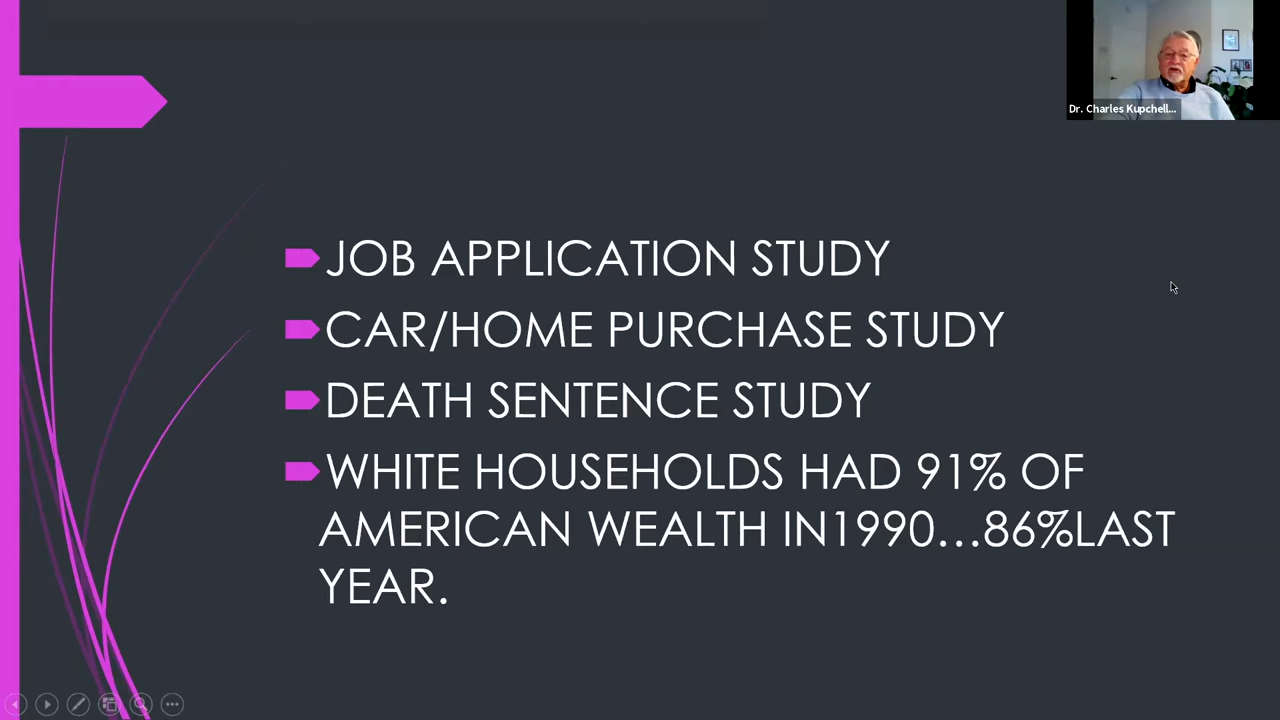 Dr. Charles Kupchell...
JOB APPLICATION STUDY
CAR/HOME PURCHASE STUDY
DEATH SENTENCE STUDY
WHITE HOUSEHOLDS HAD 91% OF
AMERICAN WEALTH IN1990...86%LAST
YEAR.